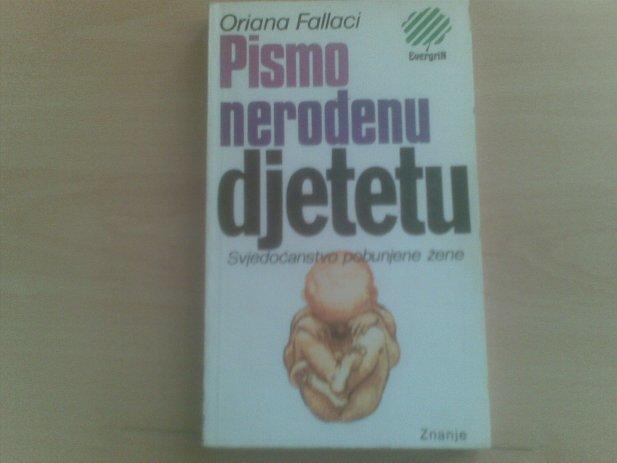 Oriana Fallaci
EvergriN
Pismo
nerođenu
djetetu
Svjedočanstvo pobunjene žene
Znanje